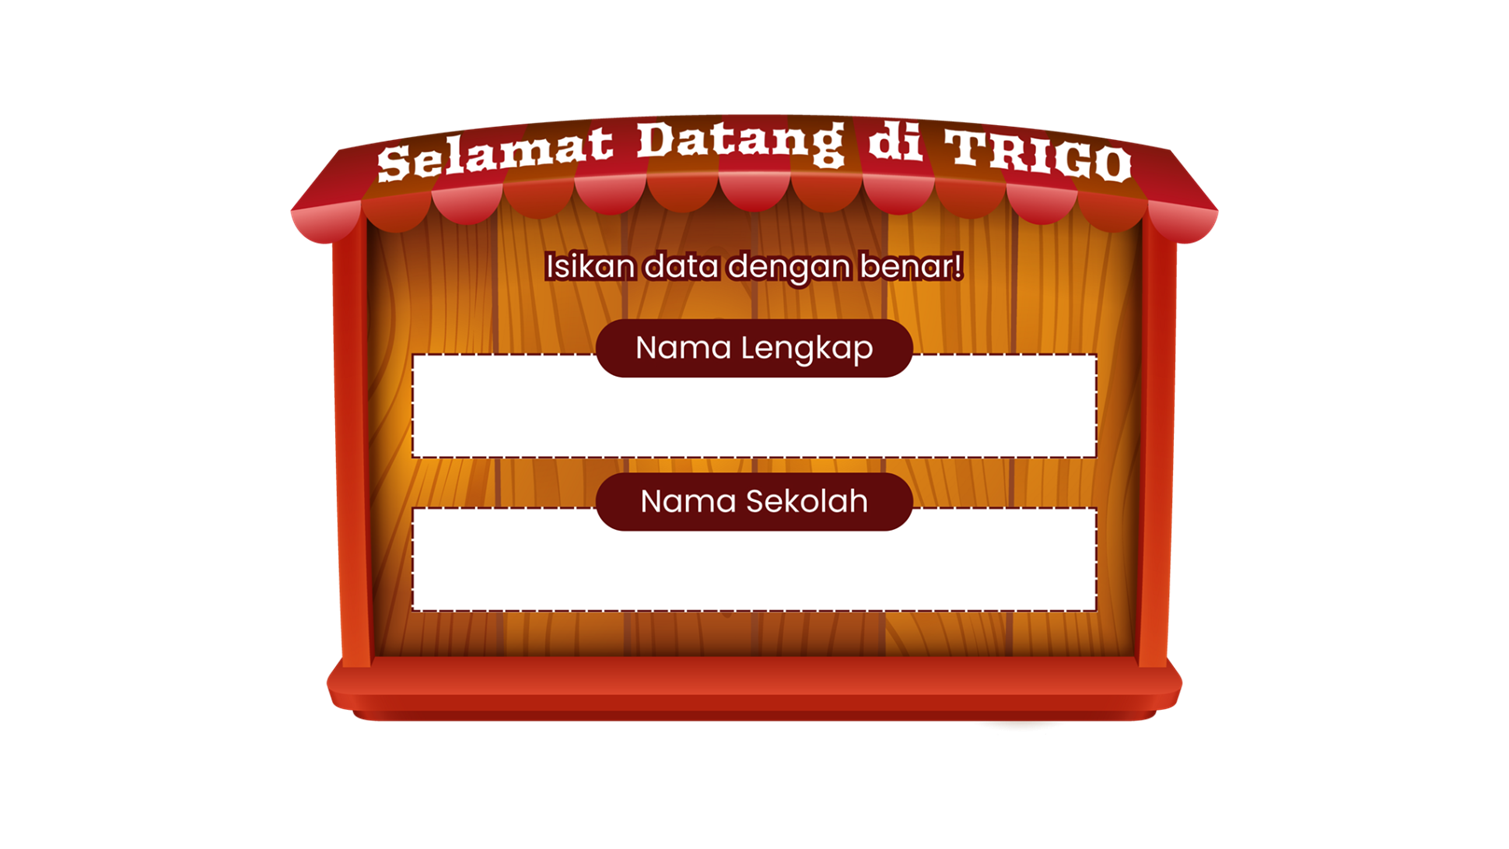 Selamat Datang di TRIGO
Isikan data dengan benar!
Nama Lengkap
Nama Sekolah